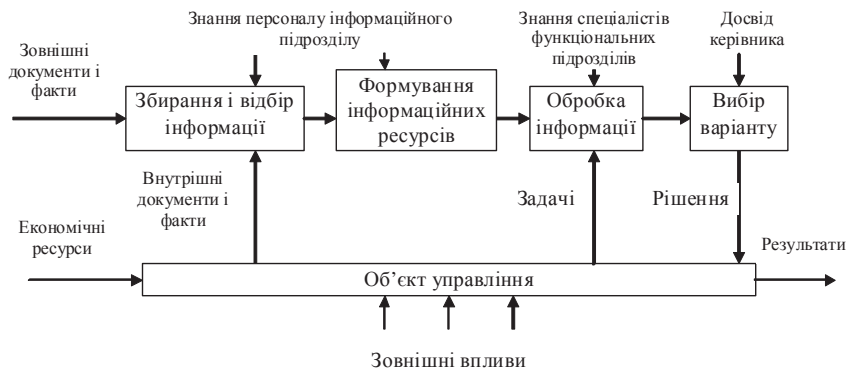 Знання персоналу інформаційного
підрозділу
Знання спеціалістів
функціональних
підрозділів
Досвід
керівника
Зовнішні
документи і
факти
Збирання і відбір
інформації
Формування
інформаційних
ресурсів
Обробка
інформації
Вибір
варіанту
Внутрішні
документи і
факти
Задачі
Рішення
Економічні
ресурси
Результати
Об’єкт управління
Зовнішні впливи